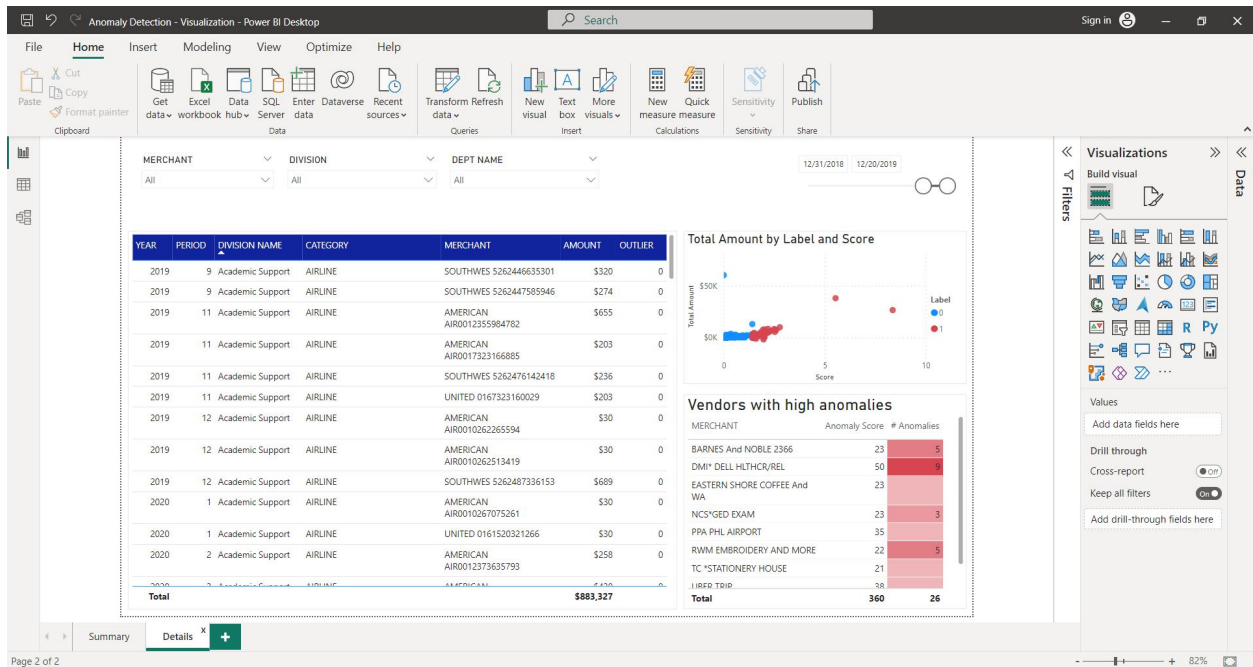 Anomaly Detection - Visualization - Power BI Desktop
Search
Sign in
File Home Insert Modeling View Optimize Help
Paste
Cut
Copy
Format painter
Clipboard
Get data
Excel workbook
Data hub
SQL Server
Enter data
Dataverse
Recent sources
Data
Transform data
Refresh
Queries
New visual
Text box
More visuals
Insert
New measure
Quick measure
Calculations
Sensitivity
Sensitivity
Publish
Share
MERCHANT DIVISION DEPT NAME
All All All
12/31/2018 12/20/2019
YEAR PERIOD DIVISION NAME CATEGORY MERCHANT AMOUNT OUTLIER
2019 9 Academic Support AIRLINE SOUTHWES 5262446635301 $320 0
2019 9 Academic Support AIRLINE SOUTHWES 5262447585946 $274 0
2019 11 Academic Support AIRLINE AMERICAN AIR0012355984782 $655 0
2019 11 Academic Support AIRLINE AMERICAN AIR0017323166885 $203 0
2019 11 Academic Support AIRLINE SOUTHWES 5262476142418 $236 0
2019 11 Academic Support AIRLINE UNITED 0167323160029 $203 0
2019 12 Academic Support AIRLINE AMERICAN AIR0010262265594 $30 0
2019 12 Academic Support AIRLINE AMERICAN AIR0010262513419 $30 0
2019 12 Academic Support AIRLINE SOUTHWES 5262487336153 $689 0
2020 1 Academic Support AIRLINE AMERICAN AIR0010267075261 $30 0
2020 1 Academic Support AIRLINE UNITED 0161520321266 $30 0
2020 2 Academic Support AIRLINE AMERICAN AIR0012373635793 $258 0
Total $883,327
Total Amount by Label and Score
Total Amount
$50K
$0K
0 5 10
Score
Label
0
1
Vendors with high anomalies
MERCHANT Anomaly Score # Anomalies
BARNES And NOBLE 2366 23 5
DMI* DELL HLTHCR/REL 50 9
EASTERN SHORE COFFEE And WA 23
NCS*GED EXAM 23 3
PPA PHL AIRPORT 35
RWM EMBROIDERY AND MORE 22 5
TC *STATIONERY HOUSE 21
UBER TRIP 38
Total 360 26
Filters
Visualizations
Build visual
123
R Py
Values
Add data fields here
Drill through
Cross-report Off
Keep all filters On
Add drill-through fields here
Data
Summary Details x +
Page 2 of 2
- + 82%